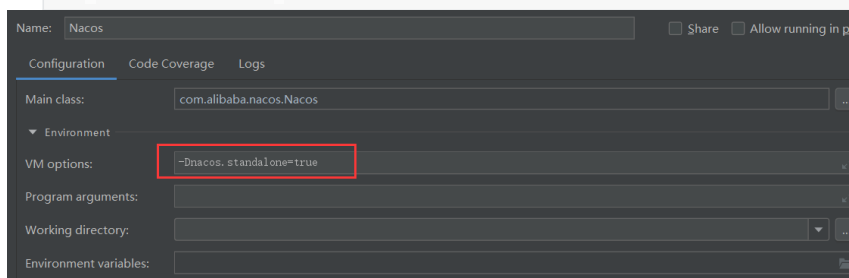 Name: Nacos Share Allow running in p
Configuration Code Coverage Logs
Main class: com.alibaba.nacos.Nacos ...
Environment
VM options: -Dnacos.standalone=true
Program arguments:
Working directory: ...
Environment variables: